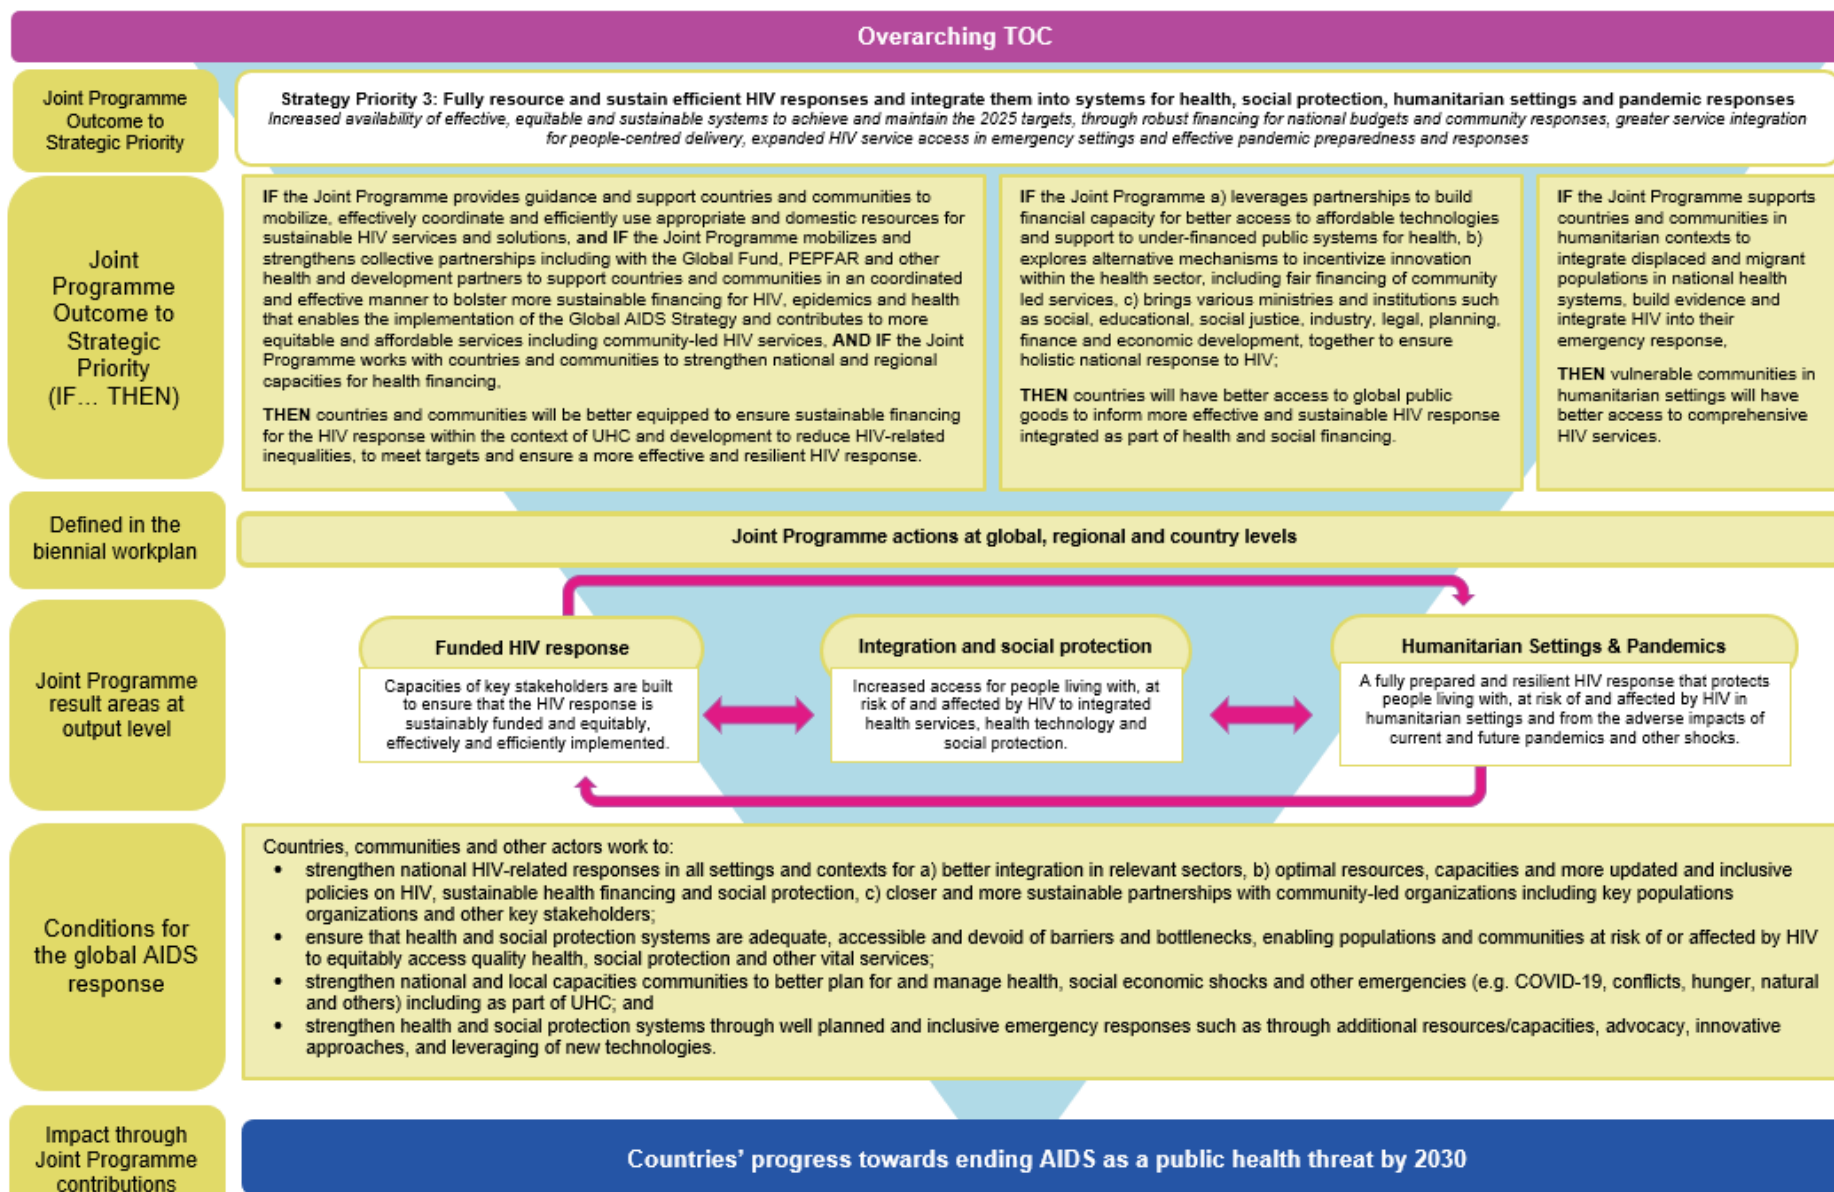 Overarching TOC
Joint Programme
Outcome to
Strategic Priority
Strategy Priority 3: Fully resource and sustain efficient HIV responses and integrate them into systems for health, social protection, humanitarian settings and pandemic responses
Increased availability of effective, equitable and sustainable systems to achieve and maintain the 2025 targets, through robust financing for national budgets and community responses, greater service integration
for people-centred delivery, expanded HIV service access in emergency settings and effective pandemic preparedness and responses
Joint
Programme
Outcome to
Strategic
Priority
(IF… THEN)
IF the Joint Programme provides guidance and support countries and communities to
mobilize, effectively coordinate and efficiently use appropriate and domestic resources for
sustainable HIV services and solutions, and IF the Joint Programme mobilizes and
strengthens collective partnerships including with the Global Fund, PEPFAR and other
health and development partners to support countries and communities in an coordinated
and effective manner to bolster more sustainable financing for HIV, epidemics and health
that enables the implementation of the Global AIDS Strategy and contributes to more
equitable and affordable services including community-led HIV services, AND IF the Joint
Programme works with countries and communities to strengthen national and regional
capacities for health financing,
THEN countries and communities will be better equipped to ensure sustainable financing
for the HIV response within the context of UHC and development to reduce HIV-related
inequalities, to meet targets and ensure a more effective and resilient HIV response.
IF the Joint Programme a) leverages partnerships to build
financial capacity for better access to affordable technologies
and support to under-financed public systems for health, b)
explores alternative mechanisms to incentivize innovation
within the health sector, including fair financing of community
led services, c) brings various ministries and institutions such
as social, educational, social justice, industry, legal, planning,
finance and economic development, together to ensure
holistic national response to HIV;
THEN countries will have better access to global public
goods to inform more effective and sustainable HIV response
integrated as part of health and social financing.
IF the Joint Programme supports
countries and communities in
humanitarian contexts to
integrate displaced and migrant
populations in national health
systems, build evidence and
integrate HIV into their
emergency response,
THEN vulnerable communities in
humanitarian settings will have
better access to comprehensive
HIV services.
Defined in the
biennial workplan
Joint Programme actions at global, regional and country levels
Joint Programme
result areas at
output level
Funded HIV response
Capacities of key stakeholders are built
to ensure that the HIV response is
sustainably funded and equitably,
effectively and efficiently implemented.
Integration and social protection
Increased access for people living with, at
risk of and affected by HIV to integrated
health services, health technology and
social protection.
Humanitarian Settings & Pandemics
A fully prepared and resilient HIV response that protects
people living with, at risk of and affected by HIV in
humanitarian settings and from the adverse impacts of
current and future pandemics and other shocks.
Conditions for
the global AIDS
response
Countries, communities and other actors work to:
• strengthen national HIV-related responses in all settings and contexts for a) better integration in relevant sectors, b) optimal resources, capacities and more updated and inclusive
policies on HIV, sustainable health financing and social protection, c) closer and more sustainable partnerships with community-led organizations including key populations
organizations and other key stakeholders;
• ensure that health and social protection systems are adequate, accessible and devoid of barriers and bottlenecks, enabling populations and communities at risk of or affected by HIV
to equitably access quality health, social protection and other vital services;
• strengthen national and local capacities communities to better plan for and manage health, social economic shocks and other emergencies (e.g. COVID-19, conflicts, hunger, natural
and others) including as part of UHC; and
• strengthen health and social protection systems through well planned and inclusive emergency responses such as through additional resources/capacities, advocacy, innovative
approaches, and leveraging of new technologies.
Impact through
Joint Programme
contributions
Countries’ progress towards ending AIDS as a public health threat by 2030